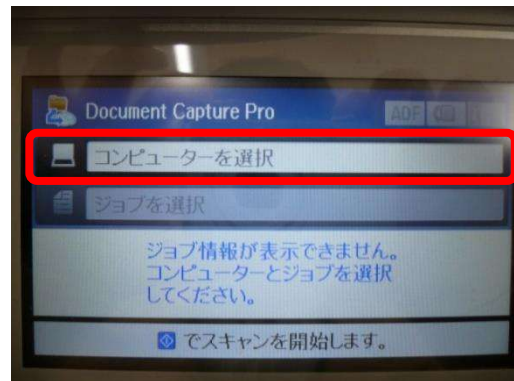 Document Capture Pro
ADF
コンピューターを選択
ジョブを選択
ジョブ情報が表示できません。
コンピューターとジョブを選択
してください。
でスキャンを開始します。